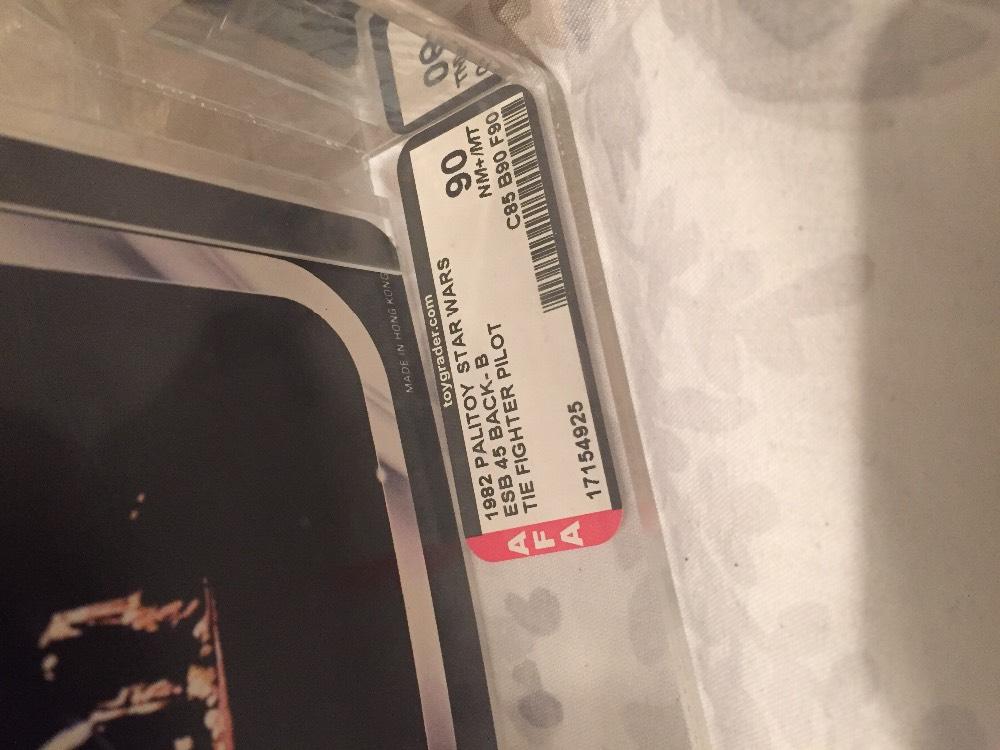 toygrader.com
1982 PALITOY STAR WARS
ESB 45 BACK- B
TIE FIGHTER PILOT
90
NM+/MT
C85 B90 F90
17154925
AFA
MADE IN HONG KONG